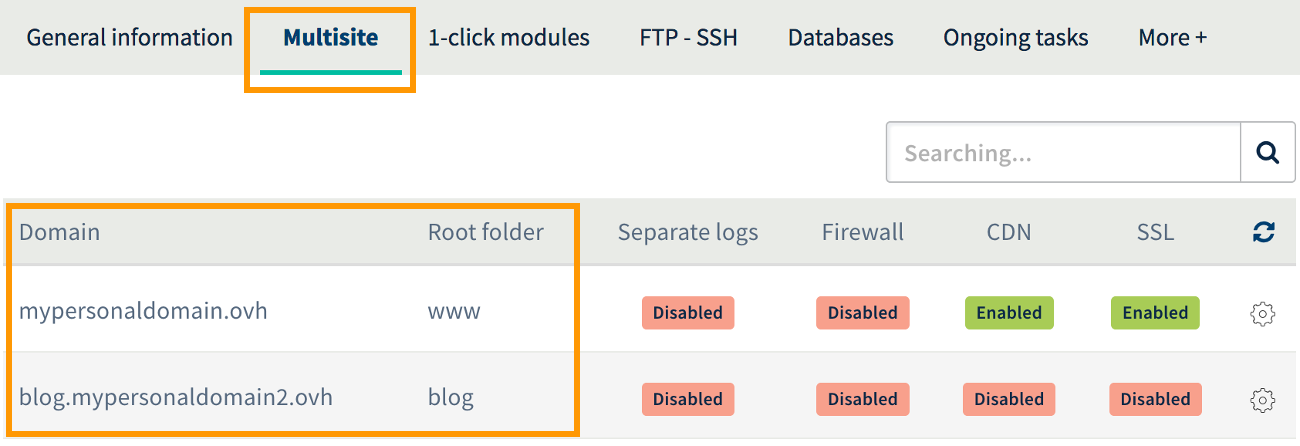 General information Multisite 1-click modules FTP - SSH Databases Ongoing tasks More +
Searching...
Domain Root folder Separate logs Firewall CDN SSL
mypersonaldomain.ovh www Disabled Disabled Enabled Enabled
blog.mypersonaldomain2.ovh blog Disabled Disabled Disabled Disabled